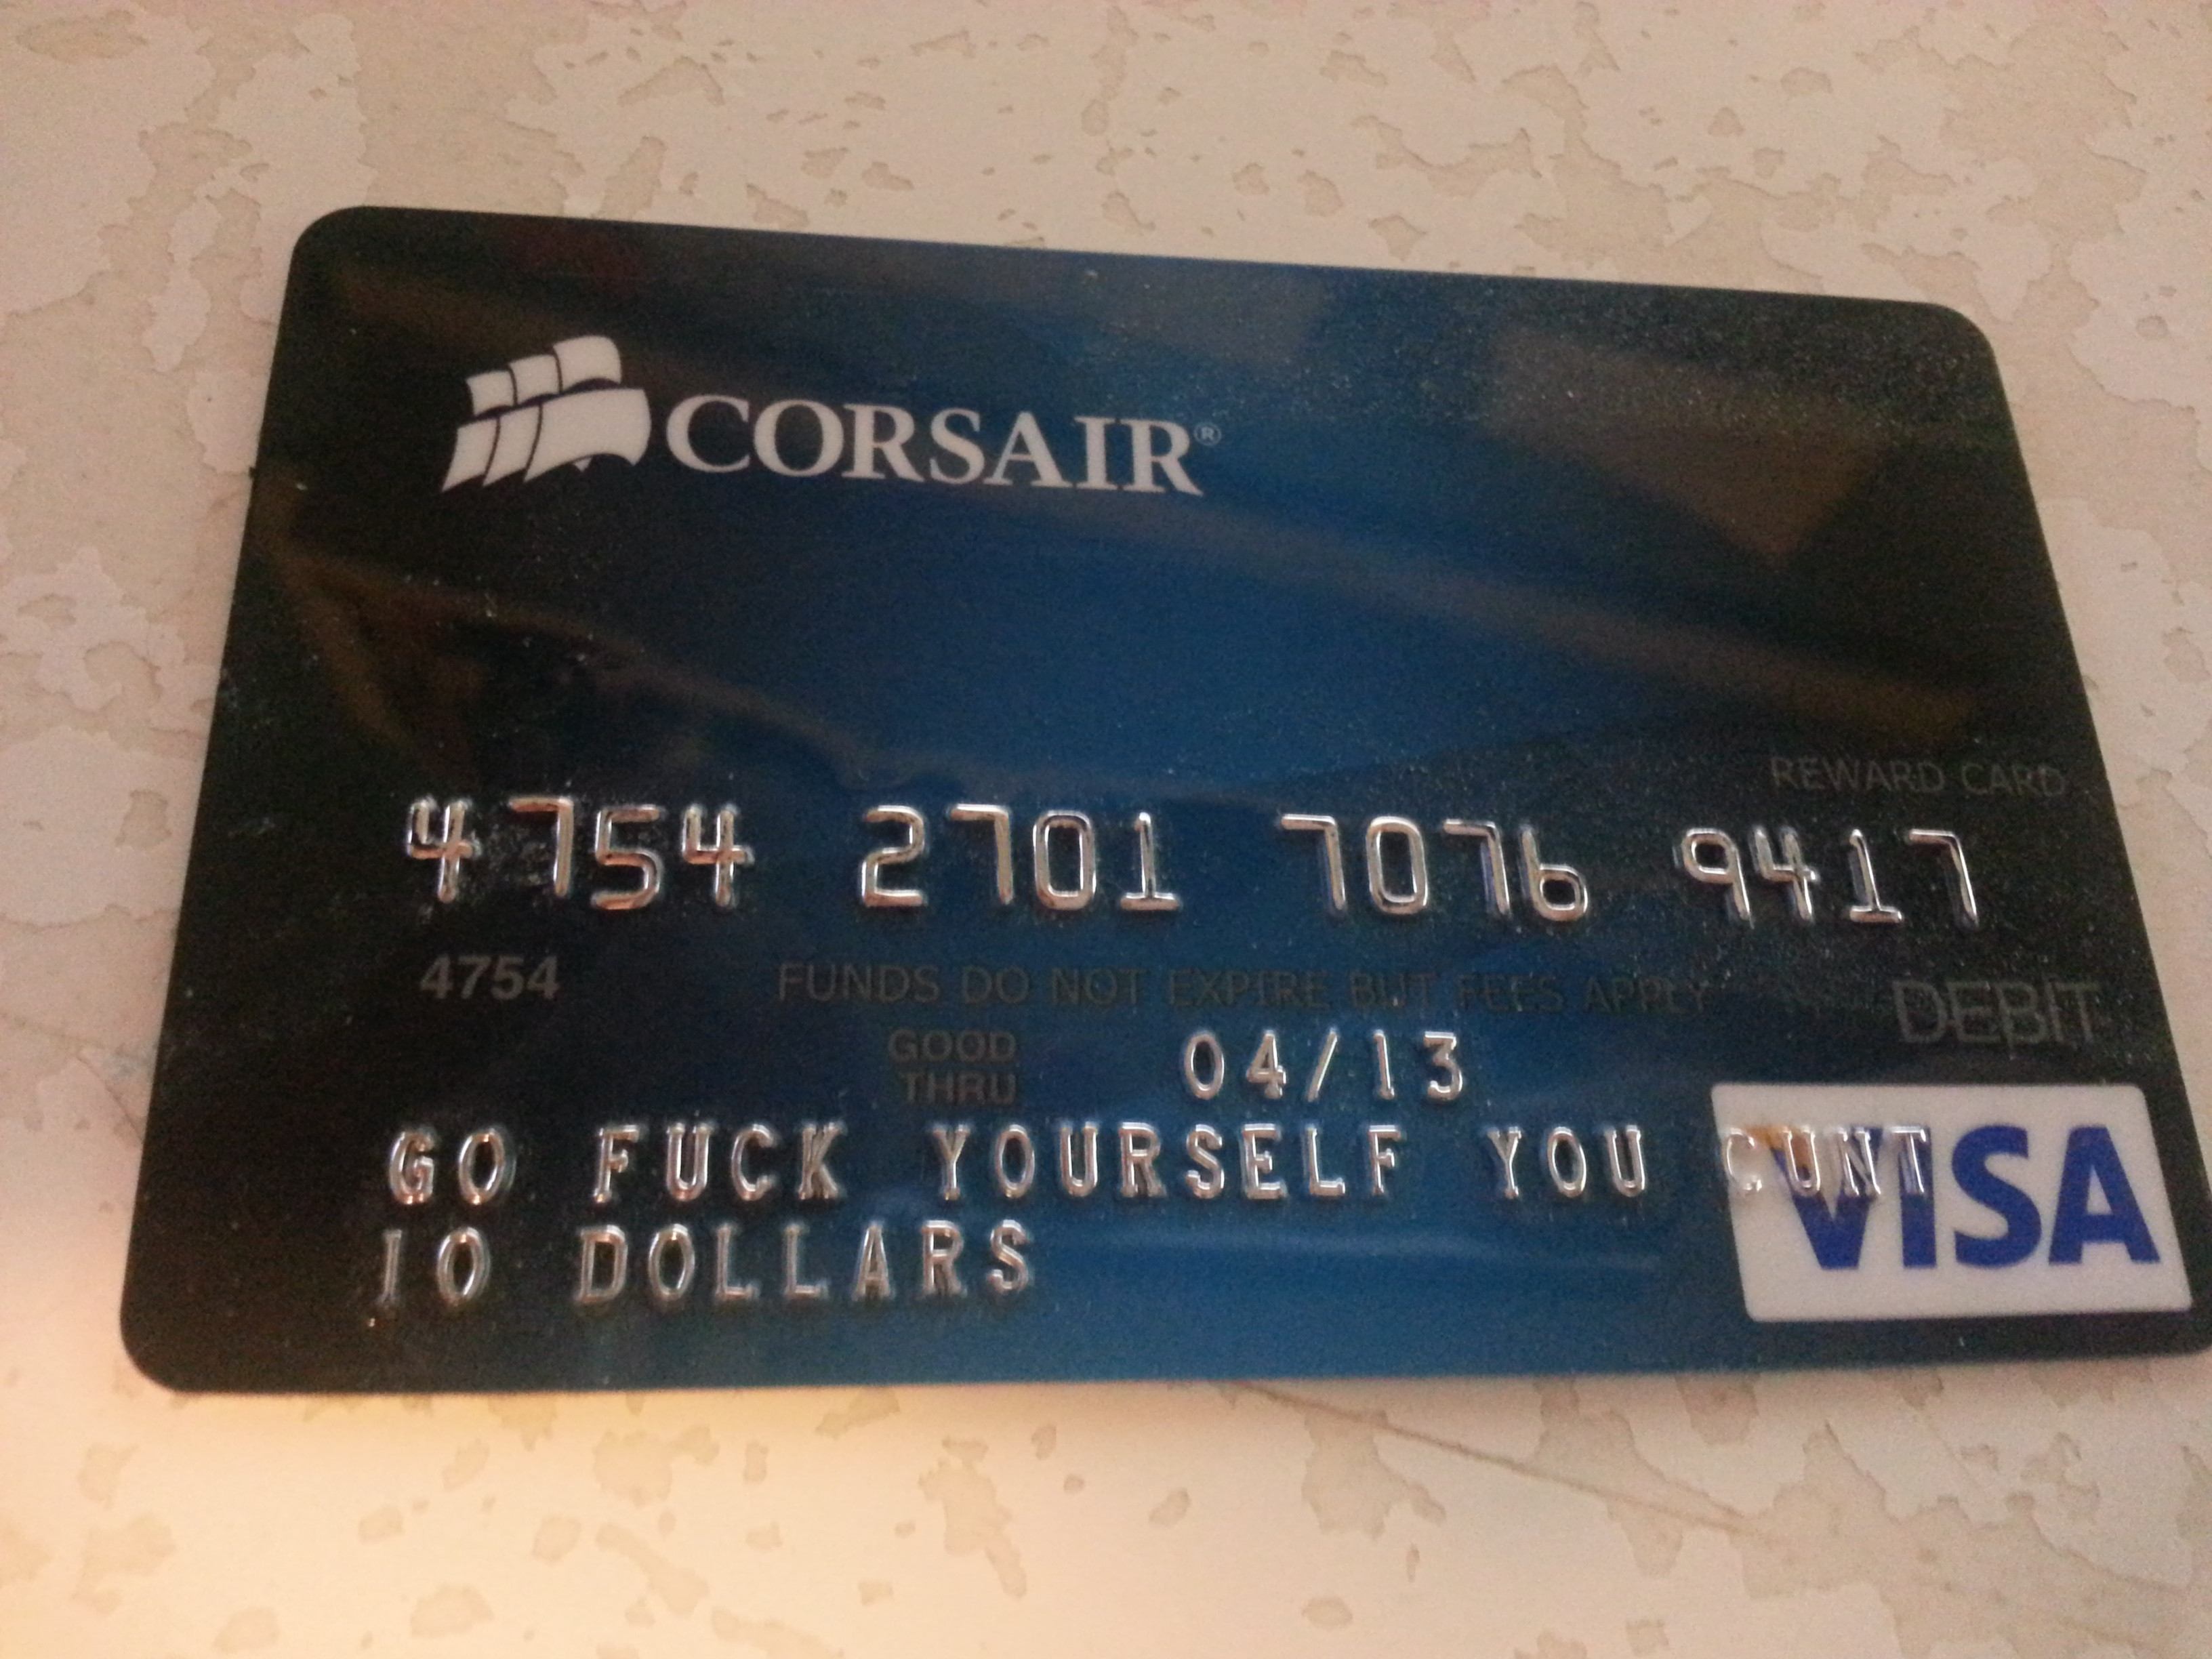 CORSAIR®
REWARD CARD
4754 2701 7076 9417
4754 FUNDS DO NOT EXPIRE BUT FEES APPLY DEBIT
GOOD
THRU 04/13
GO FUCK YOURSELF YOU CUNT
VISA
10 DOLLARS